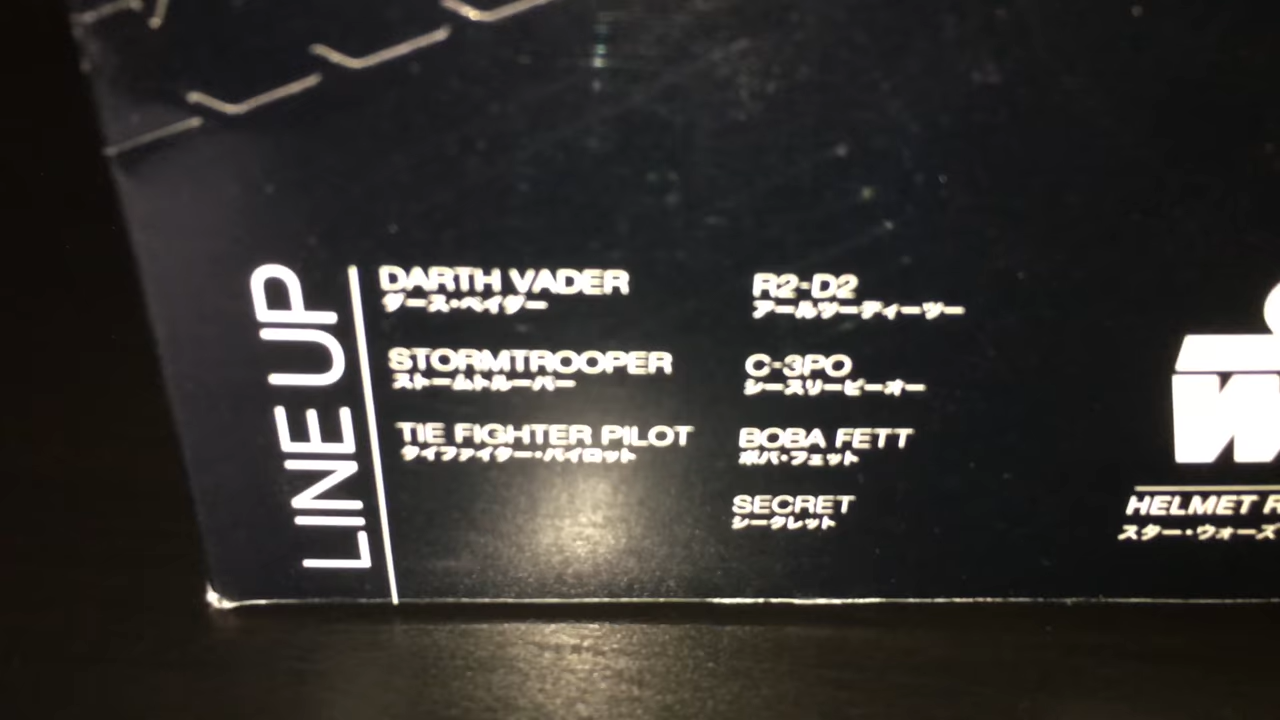 LINE UP
DARTH VADER
ダース・ベイダー
STORMTROOPER
ストームトルーパー
TIE FIGHTER PILOT
タイファイター・パイロット
R2-D2
アールツーディーツー
C-3PO
シースリーピーオー
BOBA FETT
ボバ・フェット
SECRET
シークレット
HELMET
スター・ウォーズ